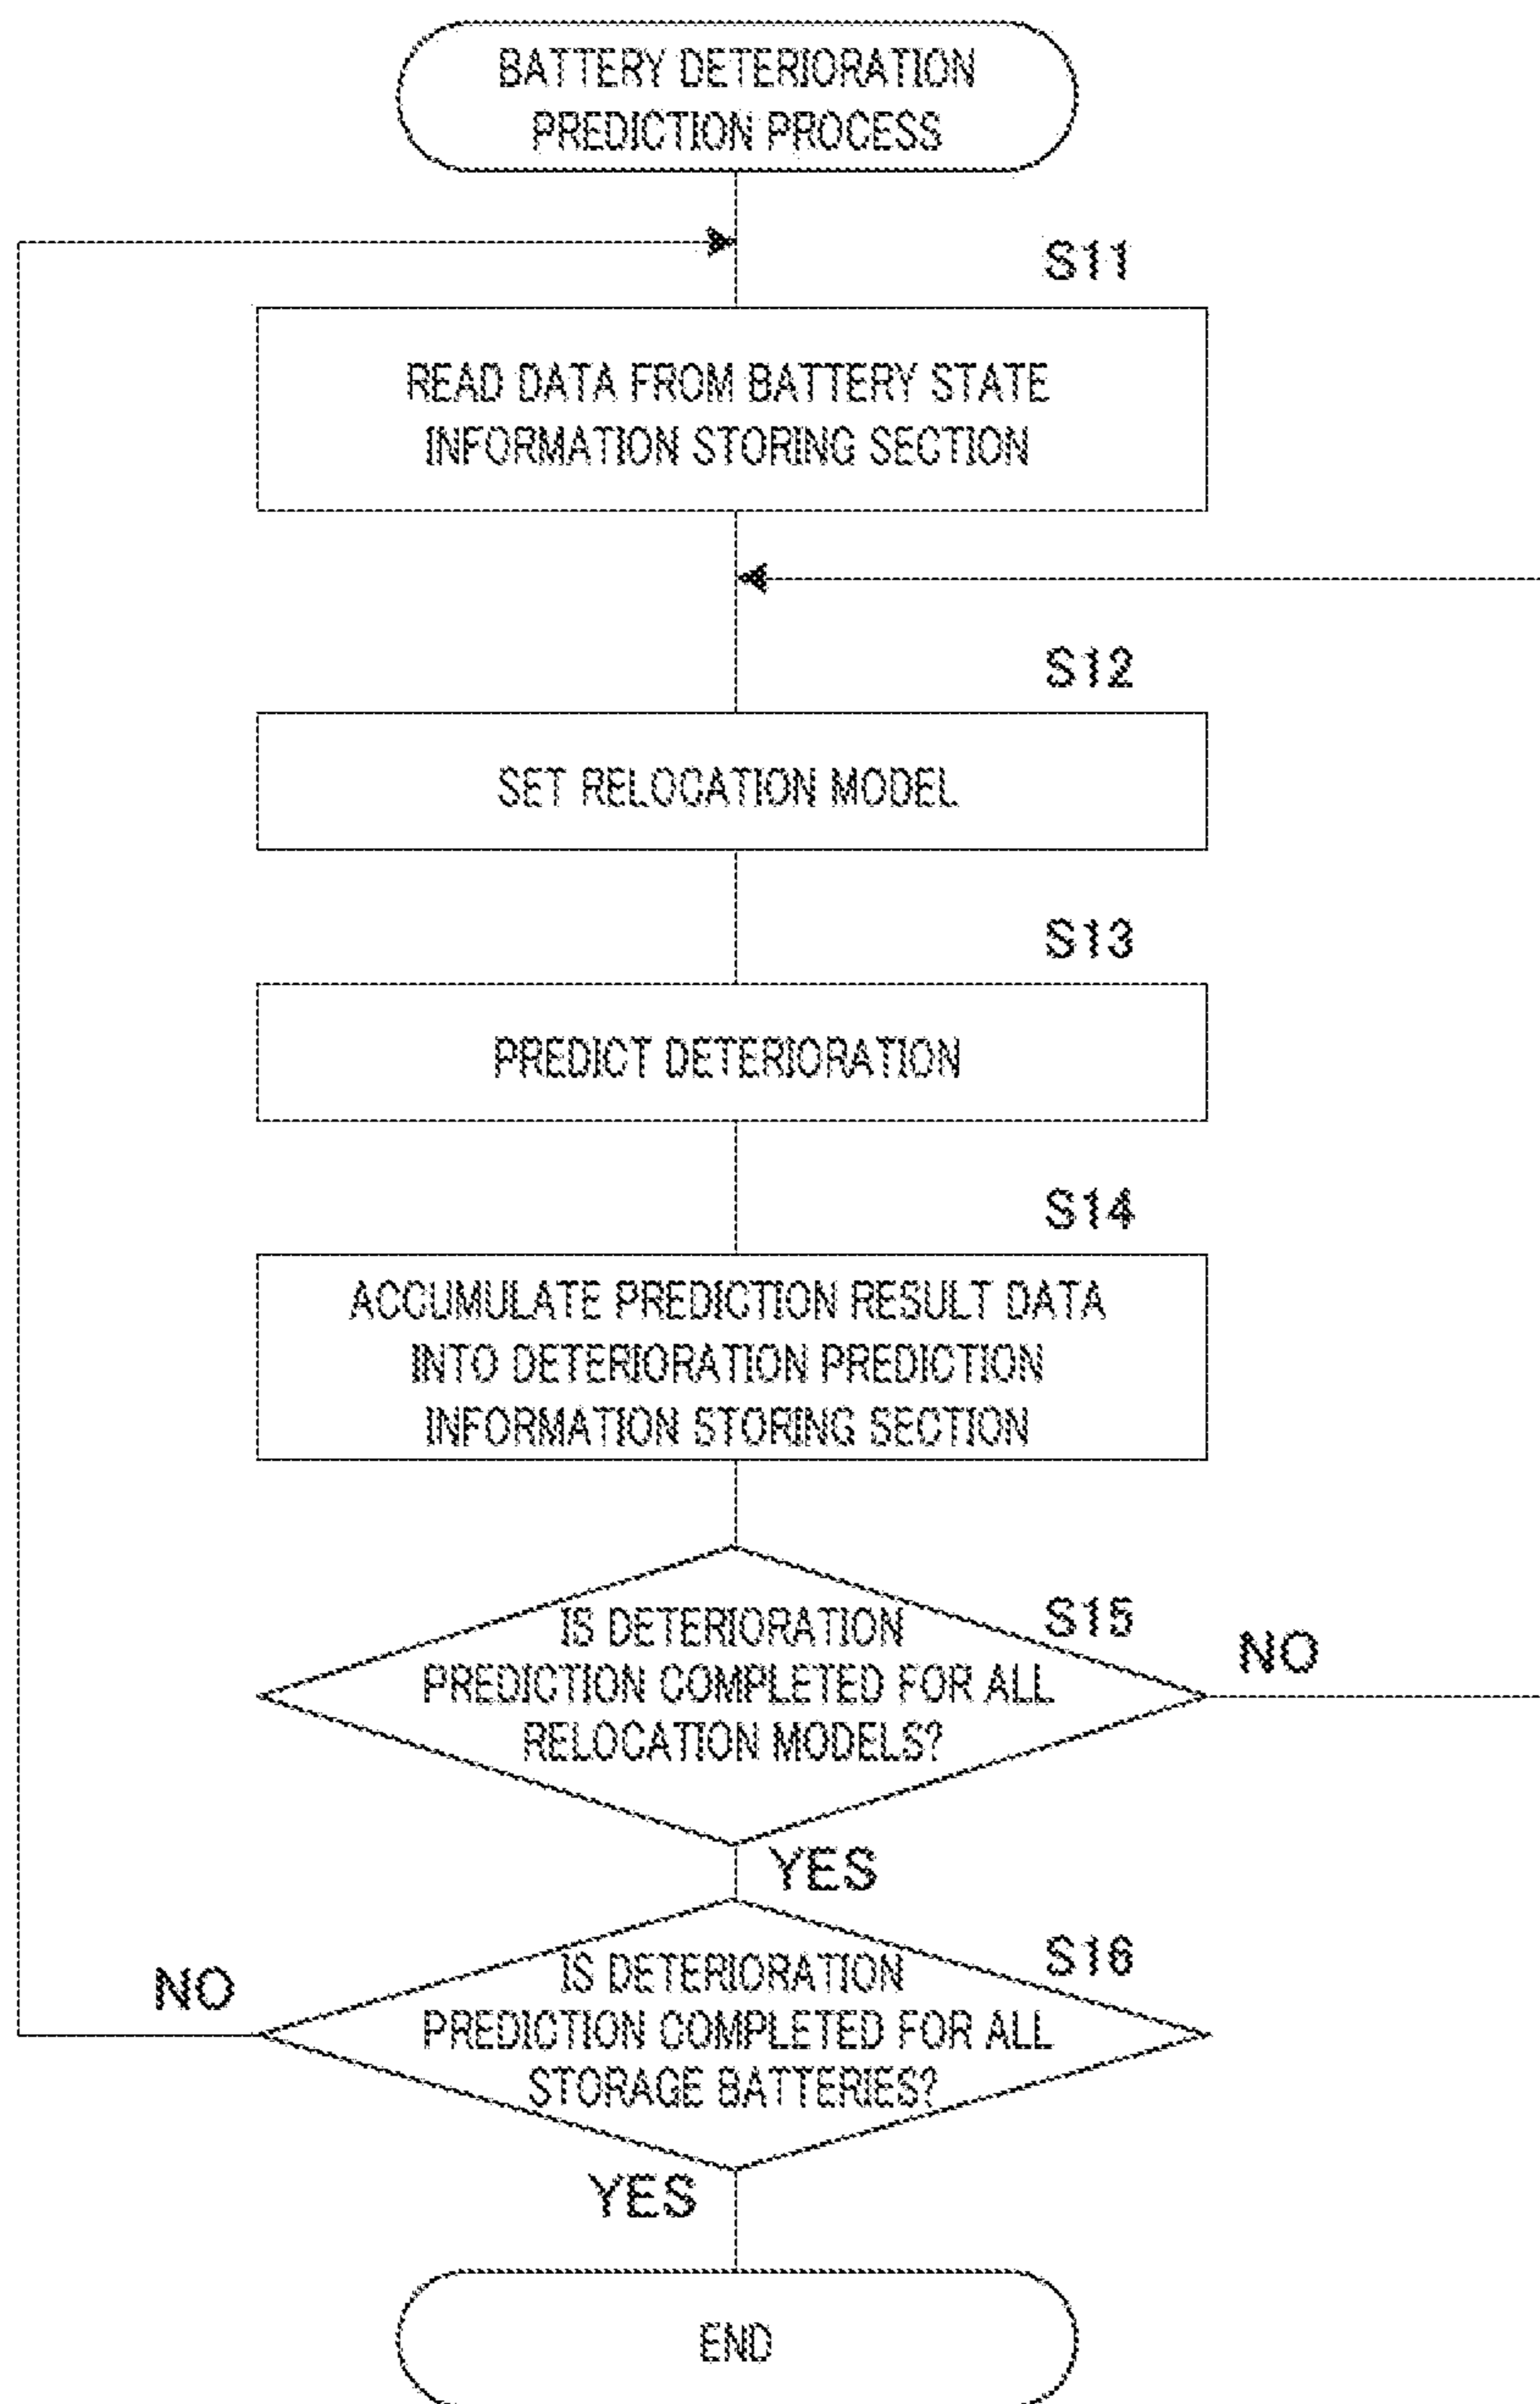 BATTERY DETERIORATION
PREDICTION PROCESS
S11
READ DATA FROM BATTERY STATE
INFORMATION STORING SECTION
S12
SET RELOCATION MODEL
S13
PREDICT DETERIORATION
S14
ACCUMULATE PREDICTION RESULT DATA
INTO DETERIORATION PREDICTION
INFORMATION STORING SECTION
S15
IS DETERIORATION
PREDICTION COMPLETED FOR ALL
RELOCATION MODELS?
NO
YES
S16
IS DETERIORATION
PREDICTION COMPLETED FOR ALL
STORAGE BATTERIES?
NO
YES
END